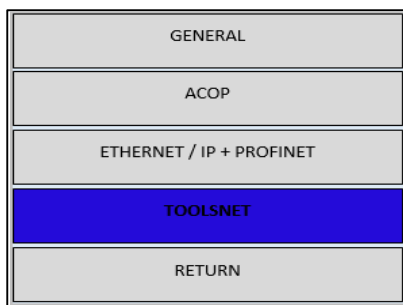 GENERAL
ACOP
ETHERNET / IP + PROFINET
TOOLSNET
RETURN